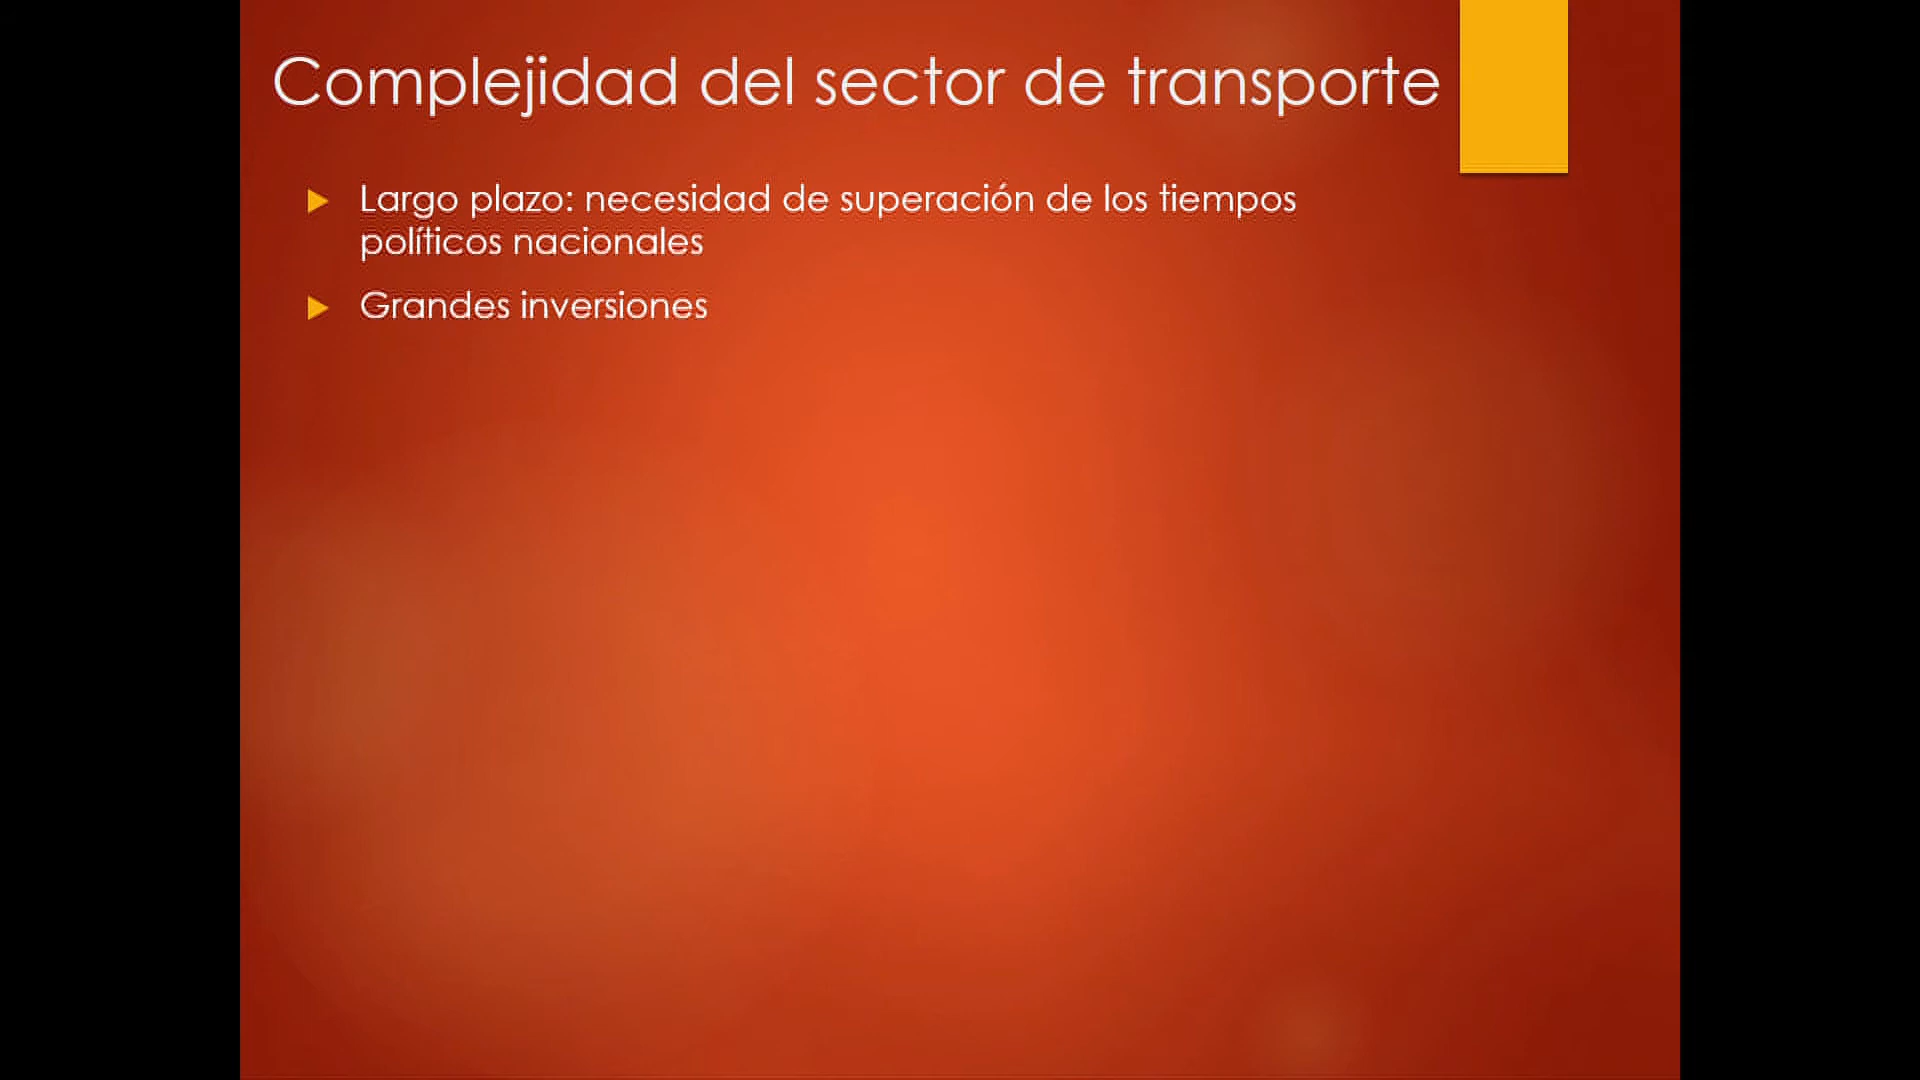 Complejidad del sector de transporte
Largo plazo: necesidad de superación de los tiempos
políticos nacionales
Grandes inversiones